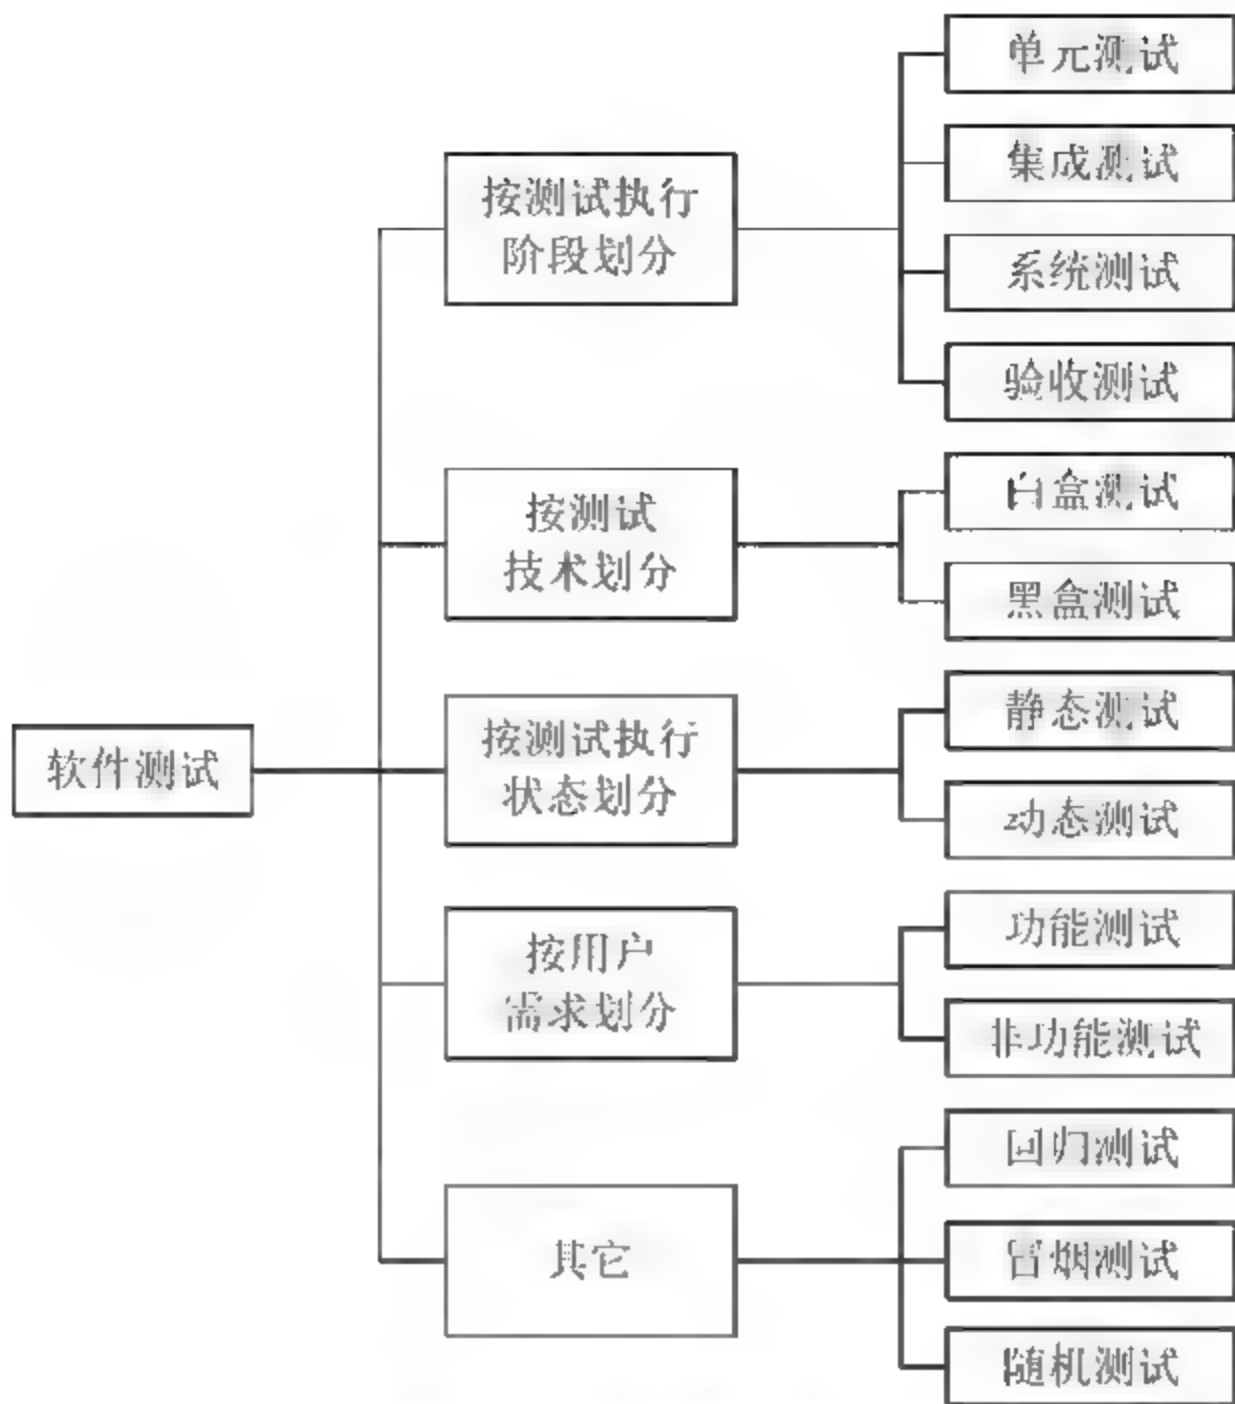 单元测试
集成测试
系统测试
验收测试
按测试执行
阶段划分
白盒测试
黑盒测试
按测试
技术划分
静态测试
动态测试
按测试执行
状态划分
软件测试
功能测试
非功能测试
按用户
需求划分
回归测试
冒烟测试
随机测试
其它